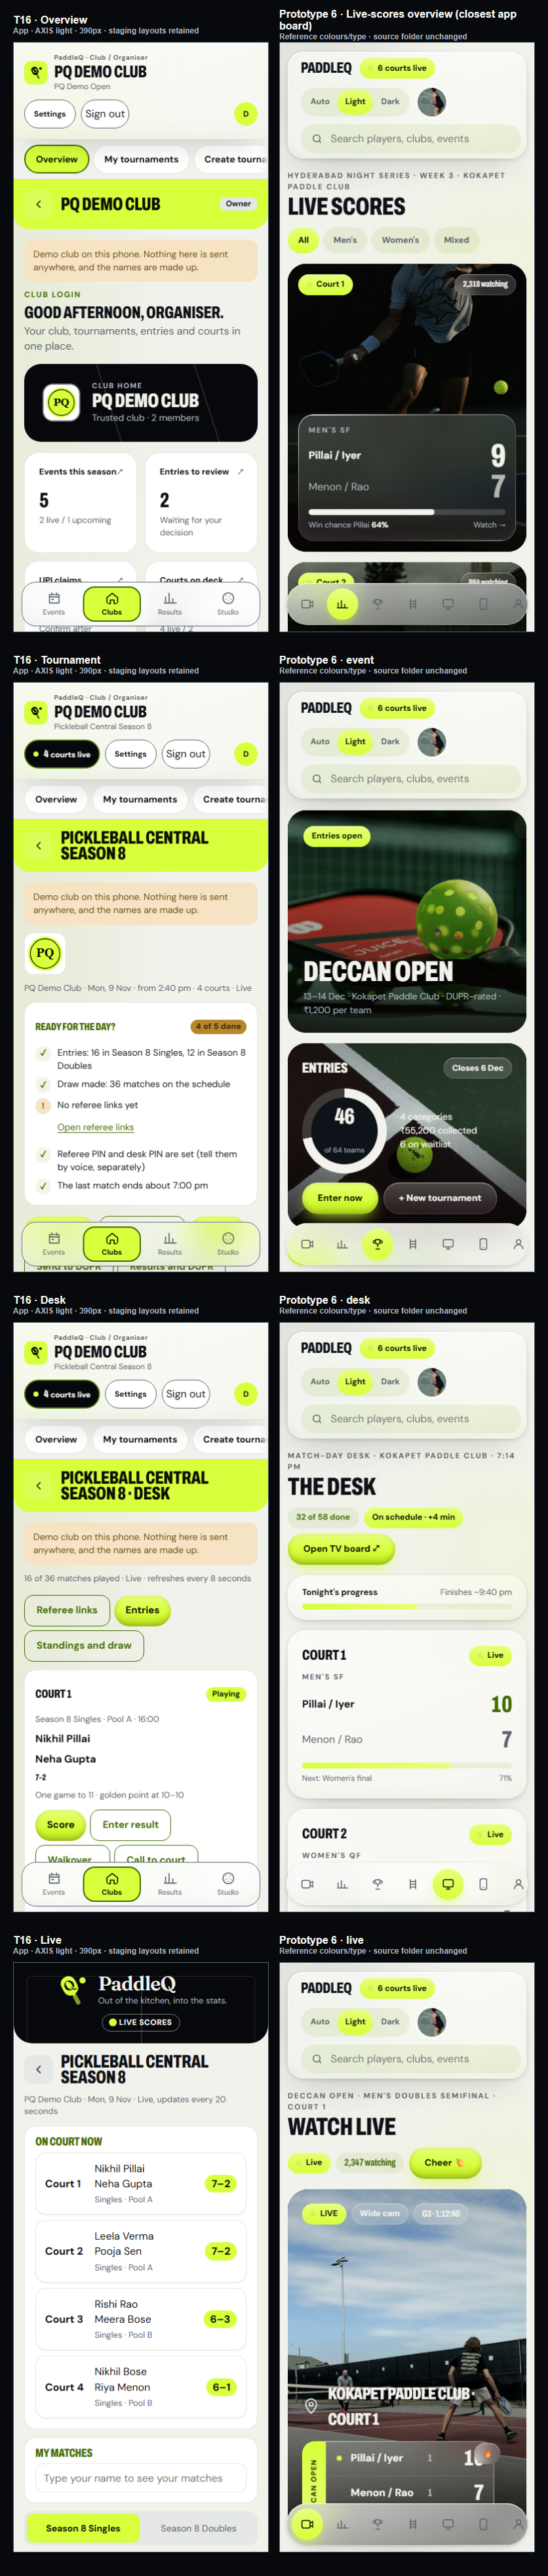 T16 · Overview
App · AXIS light · 390px · staging layouts retained
PaddleQ · Club / Organiser
PQ DEMO CLUB
PQ Demo Open
Settings
Sign out
D
Overview
My tournaments
Create tourna
PQ DEMO CLUB
Owner
Demo club on this phone. Nothing here is sent
anywhere, and the names are made up.
CLUB LOGIN
GOOD AFTERNOON, ORGANISER.
Your club, tournaments, entries and courts in
one place.
PQ
CLUB HOME
PQ DEMO CLUB
Trusted club · 2 members
Events this season↗
5
2 live / 1 upcoming
Entries to review ↗
2
Waiting for your
decision
UPI claims
Courts on deck
Events
Clubs
Results
Studio
Confirm after
4 live / 2
Prototype 6 · Live-scores overview (closest app
board)
Reference colours/type · source folder unchanged
PADDLEQ
6 courts live
Auto
Light
Dark
Search players, clubs, events
HYDERABAD NIGHT SERIES · WEEK 3 · KOKAPET
PADDLE CLUB
LIVE SCORES
All
Men's
Women's
Mixed
Court 1
2,318 watching
MEN'S SF
Pillai / Iyer
9
Menon / Rao
7
Win chance Pillai 64%
Watch →
Court 2
T16 · Tournament
App · AXIS light · 390px · staging layouts retained
PaddleQ · Club / Organiser
PQ DEMO CLUB
Pickleball Central Season 8
4 courts live
Settings
Sign out
D
Overview
My tournaments
Create tourna
PICKLEBALL CENTRAL
SEASON 8
Demo club on this phone. Nothing here is sent
anywhere, and the names are made up.
PQ
PQ Demo Club · Mon, 9 Nov · from 2:40 pm · 4 courts · Live
READY FOR THE DAY?
4 of 5 done
Entries: 16 in Season 8 Singles, 12 in Season 8
Doubles
Draw made: 36 matches on the schedule
No referee links yet
Open referee links
Referee PIN and desk PIN are set (tell them
by voice, separately)
The last match ends about 7:00 pm
Events
Clubs
Results
Studio
Send to DUPR
Results and DUPR
Prototype 6 · event
Reference colours/type · source folder unchanged
PADDLEQ
6 courts live
Auto
Light
Dark
Search players, clubs, events
Entries open
DECCAN OPEN
13–14 Dec · Kokapet Paddle Club · DUPR-rated ·
₹1,200 per team
ENTRIES
Closes 6 Dec
46
of 64 teams
4 categories
₹55,200 collected
6 on waitlist
Enter now
+ New tournament
T16 · Desk
App · AXIS light · 390px · staging layouts retained
PaddleQ · Club / Organiser
PQ DEMO CLUB
Pickleball Central Season 8
4 courts live
Settings
Sign out
D
Overview
My tournaments
Create tourna
PICKLEBALL CENTRAL
SEASON 8 · DESK
Demo club on this phone. Nothing here is sent
anywhere, and the names are made up.
16 of 36 matches played · Live · refreshes every 8 seconds
Referee links
Entries
Standings and draw
COURT 1
Playing
Season 8 Singles · Pool A · 16:00
Nikhil Pillai
Neha Gupta
7-2
One game to 11 · golden point at 10–10
Score
Enter result
Walkover
Call to court
Events
Clubs
Results
Studio
Prototype 6 · desk
Reference colours/type · source folder unchanged
PADDLEQ
6 courts live
Auto
Light
Dark
Search players, clubs, events
MATCH-DAY DESK · KOKAPET PADDLE CLUB · 7:14
PM
THE DESK
32 of 58 done
On schedule · +4 min
Open TV board ⤢
Tonight's progress
Finishes ~9:40 pm
COURT 1
Live
MEN'S SF
Pillai / Iyer
10
Menon / Rao
7
Next: Women's final
71%
COURT 2
Live
WOMEN'S QF
T16 · Live
App · AXIS light · 390px · staging layouts retained
PaddleQ
Out of the kitchen, into the stats.
LIVE SCORES
PICKLEBALL CENTRAL
SEASON 8
PQ Demo Club · Mon, 9 Nov · Live, updates every 20
seconds
ON COURT NOW
Court 1
Nikhil Pillai
Neha Gupta
Singles · Pool A
7–2
Court 2
Leela Verma
Pooja Sen
Singles · Pool A
7–2
Court 3
Rishi Rao
Meera Bose
Singles · Pool B
6–3
Court 4
Nikhil Bose
Riya Menon
Singles · Pool B
6–1
MY MATCHES
Type your name to see your matches
Season 8 Singles
Season 8 Doubles
Prototype 6 · live
Reference colours/type · source folder unchanged
PADDLEQ
6 courts live
Auto
Light
Dark
Search players, clubs, events
DECCAN OPEN · MEN'S DOUBLES SEMIFINAL ·
COURT 1
WATCH LIVE
Live
2,347 watching
Cheer
LIVE
Wide cam
03 · 1:12:40
KOKAPET PADDLE CLUB ·
COURT 1
CAN OPEN
Pillai / Iyer
1
Menon / Rao
1
7